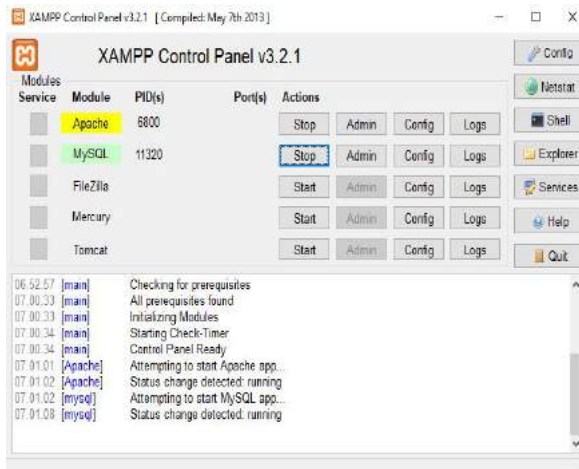 XAMPP Control Panel v3.2.1 [ Compiled: May 7th 2013 ]
XAMPP Control Panel v3.2.1
Config
Modules
Service Module PID(s) Port(s) Actions
Netstat
Apache 6800 Stop Admin Config Logs
Shell
MySQL 11320 Stop Admin Config Logs
Explorer
FileZilla Start Admin Config Logs
Services
Mercury Start Admin Config Logs
Help
Tomcat Start Admin Config Logs
Quit
06.52.57 [main] Checking for prerequisites
07.00.33 [main] All prerequisites found
07.00.33 [main] Initializing Modules
07.00.34 [main] Starting Check-Timer
07.00.34 [main] Control Panel Ready
07.01.01 [Apache] Attempting to start Apache app...
07.01.02 [Apache] Status change detected: running
07.01.02 [mysql] Attempting to start MySQL app...
07.01.08 [mysql] Status change detected: running